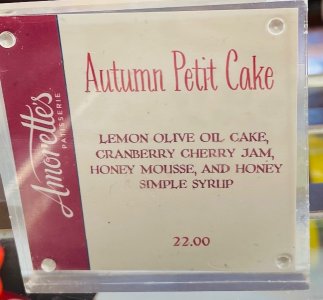 Amorette's
PATISSERIE
Autumn Petit Cake
LEMON OLIVE OIL CAKE,
CRANBERRY CHERRY JAM,
HONEY MOUSSE, AND HONEY
SIMPLE SYRUP
22.00